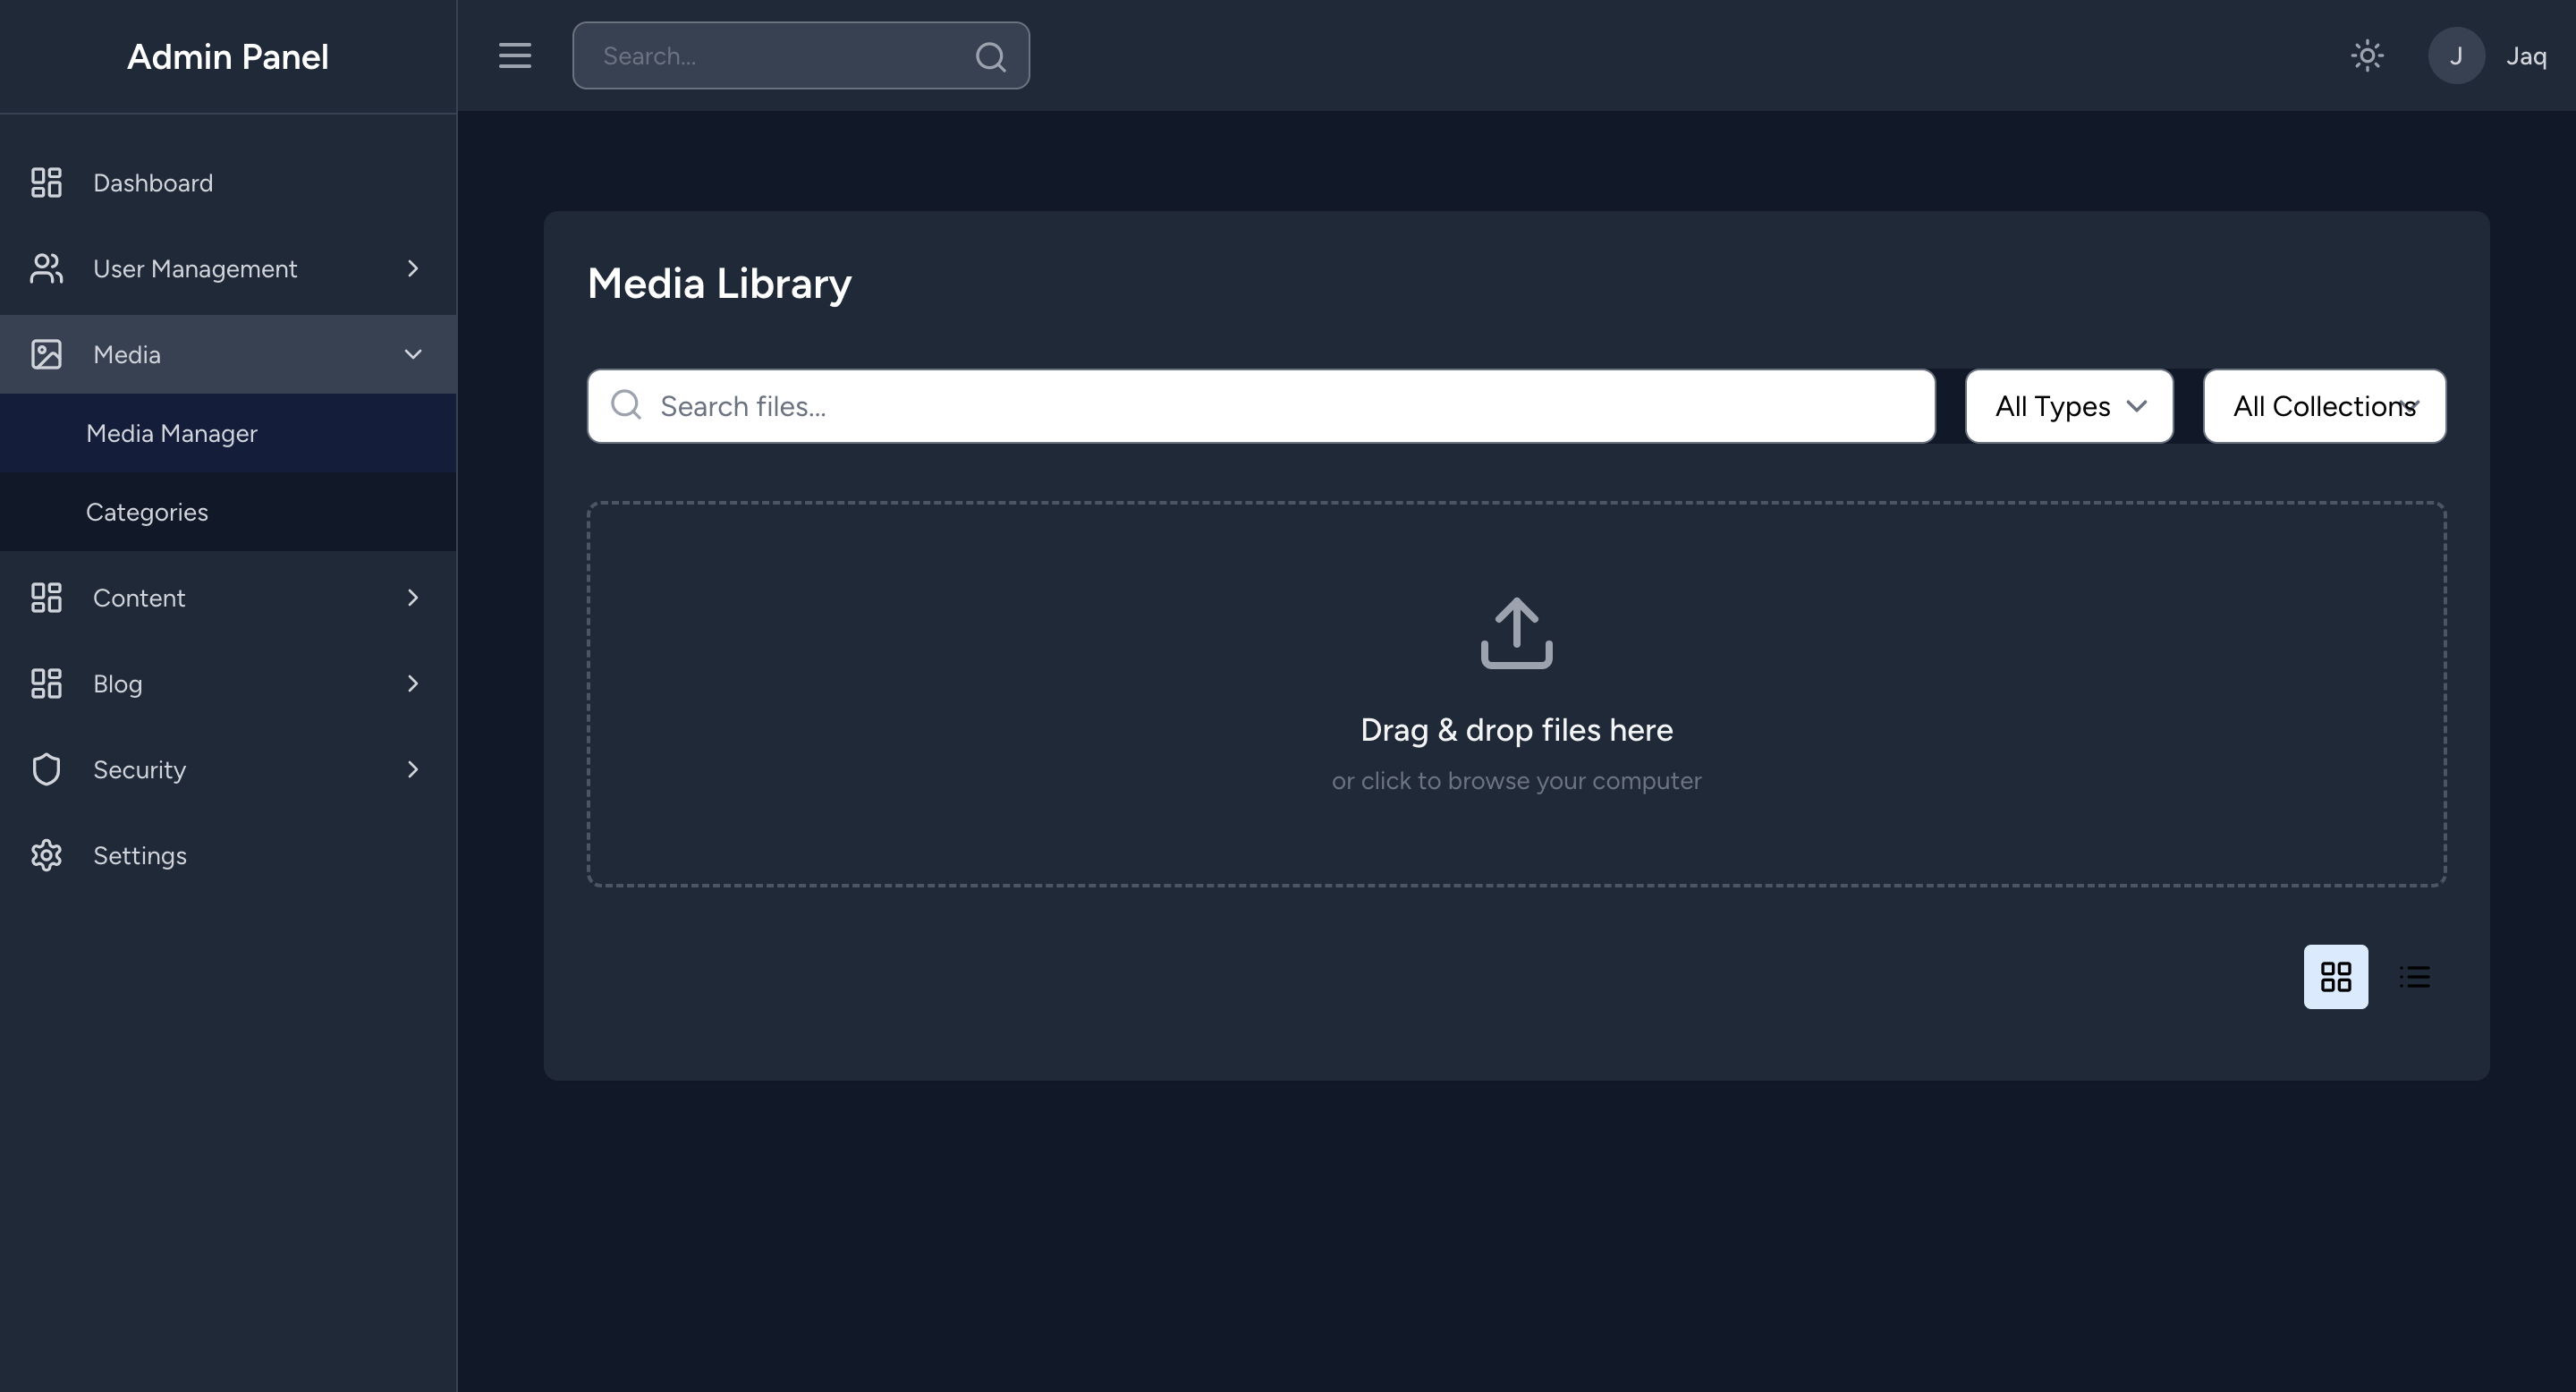 Admin Panel
Search...
J
Jaq
Dashboard
User Management
Media
Media Manager
Categories
Content
Blog
Security
Settings
Media Library
Search files...
All Types
All Collections
Drag & drop files here
or click to browse your computer